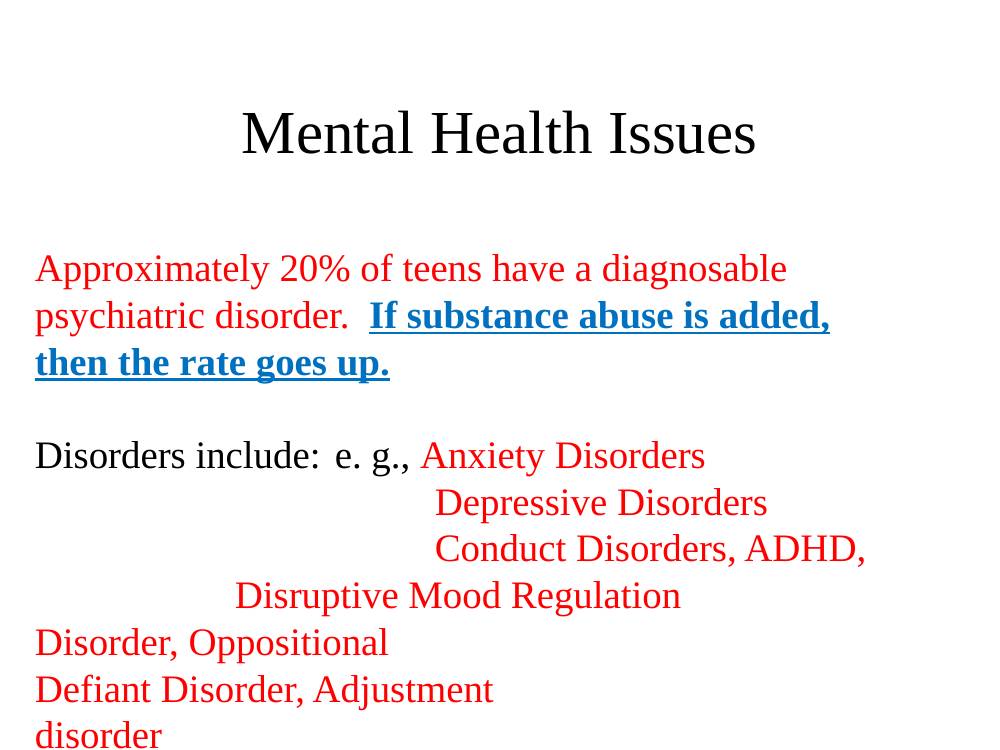 Mental Health Issues
Approximately 20% of teens have a diagnosable
psychiatric disorder. If substance abuse is added,
then the rate goes up.
Disorders include: e. g., Anxiety Disorders
Depressive Disorders
Conduct Disorders, ADHD,
Disruptive Mood Regulation
Disorder, Oppositional
Defiant Disorder, Adjustment
disorder